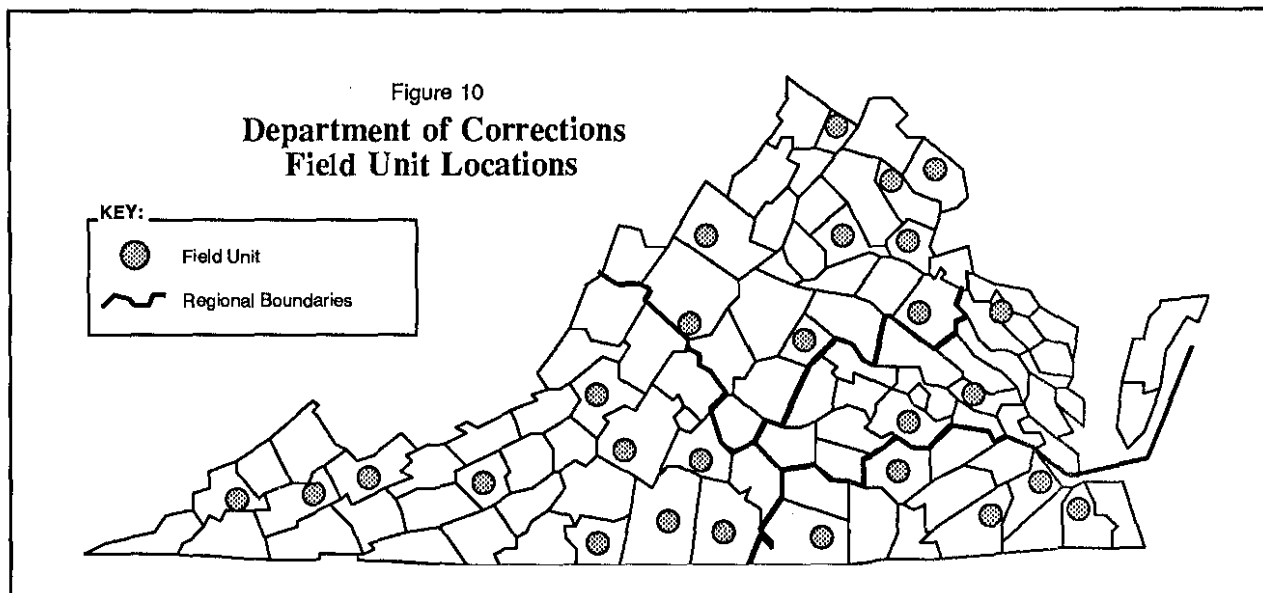 Figure 10
Department of Corrections
Field Unit Locations
KEY:
Field Unit
Regional Boundaries